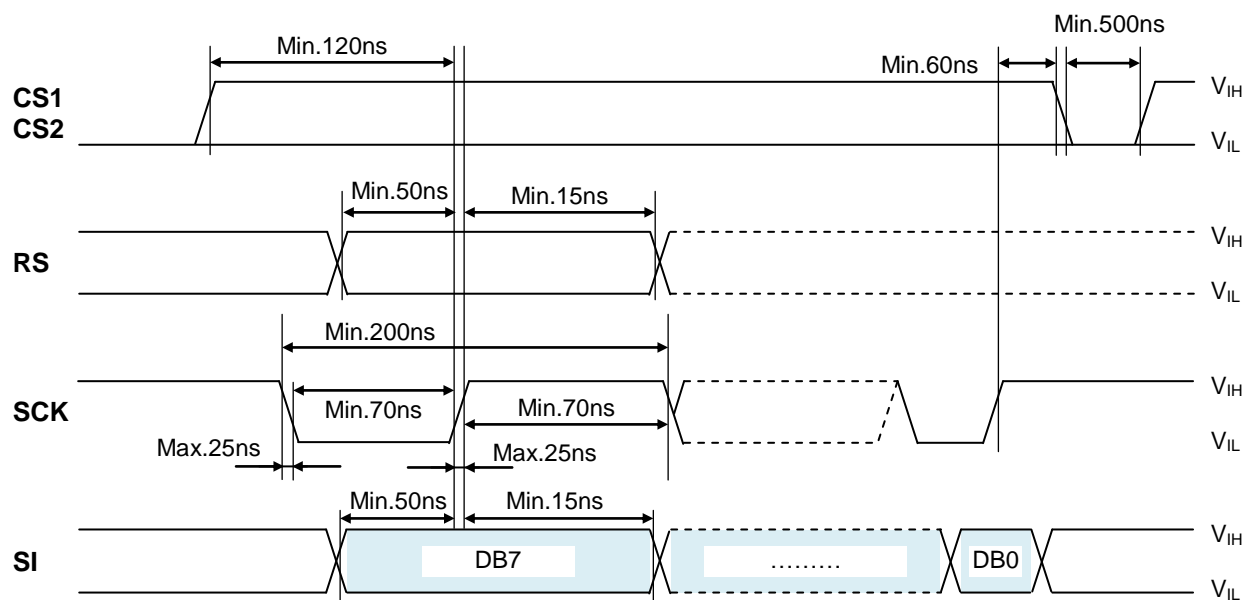 Min.120ns
Min.500ns
Min.60ns
CS1
CS2
VIH
VIL
Min.50ns
Min.15ns
RS
VIH
VIL
Min.200ns
SCK
Min.70ns
Min.70ns
VIH
VIL
Max.25ns
Max.25ns
Min.50ns
Min.15ns
SI
DB7
………
DB0
VIH
VIL